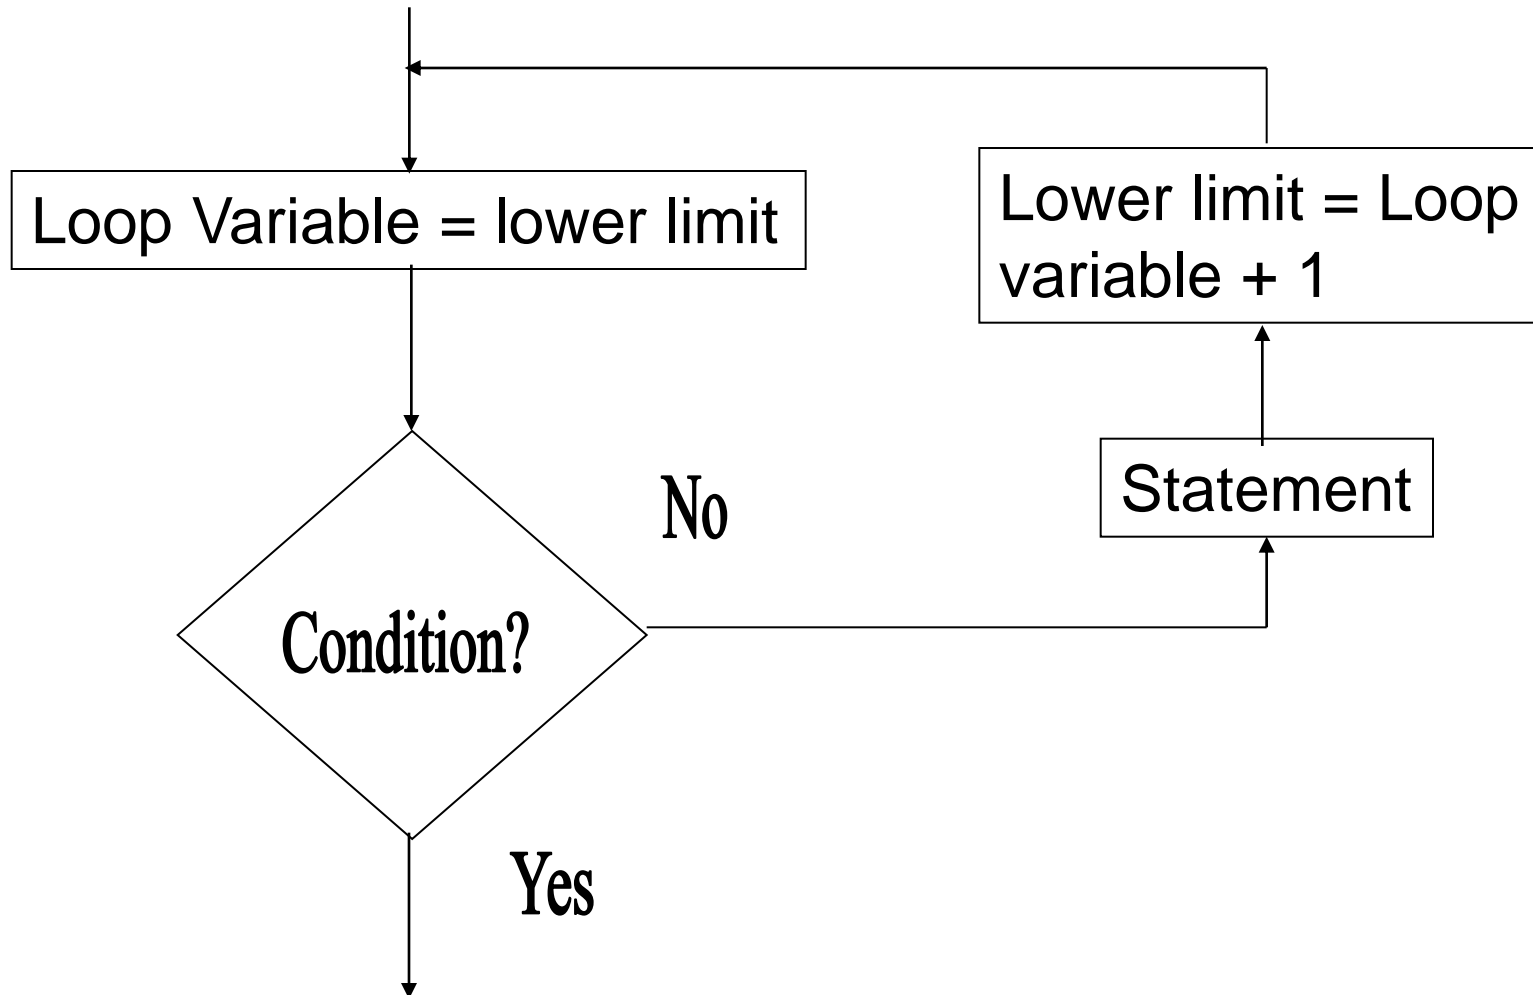 Loop Variable = lower limit
Lower limit = Loop
variable + 1
Statement
No
Condition?
Yes